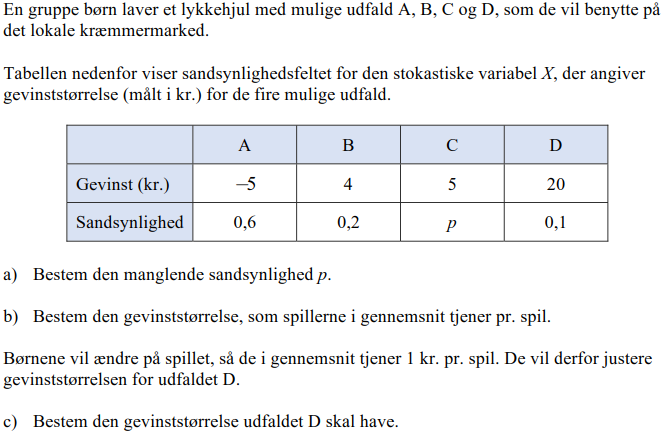 En gruppe børn laver et lykkehjul med mulige udfald A, B, C og D, som de vil benytte på
det lokale kræmmermarked.
Tabellen nedenfor viser sandsynlighedsfeltet for den stokastiske variabel X, der angiver
gevinststørrelse (målt i kr.) for de fire mulige udfald.
A B C D
Gevinst (kr.) –5 4 5 20
Sandsynlighed 0,6 0,2 p 0,1
a) Bestem den manglende sandsynlighed p.
b) Bestem den gevinststørrelse, som spillerne i gennemsnit tjener pr. spil.
Børnene vil ændre på spillet, så de i gennemsnit tjener 1 kr. pr. spil. De vil derfor justere
gevinststørrelsen for udfaldet D.
c) Bestem den gevinststørrelse udfaldet D skal have.